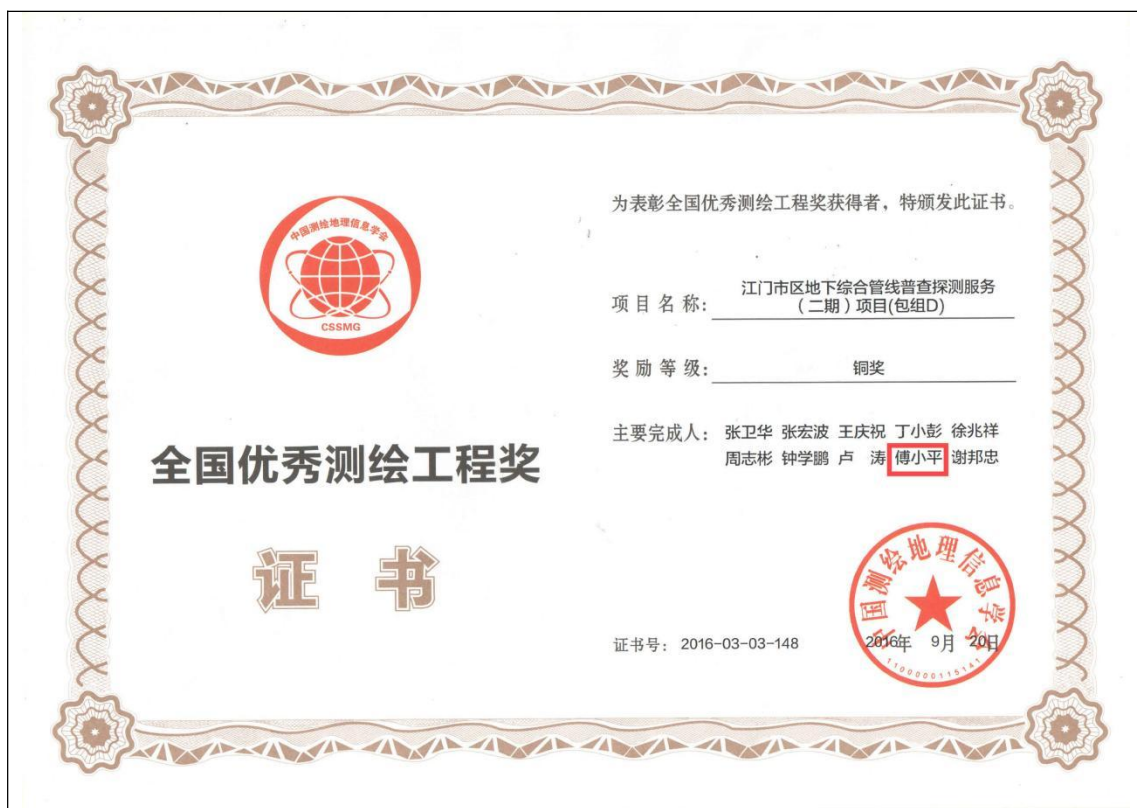 中国测绘地理信息学会
CSSMG
全国优秀测绘工程奖
证 书
为表彰全国优秀测绘工程奖获得者，特颁发此证书。
项目名称：江门市区地下综合管线普查探测服务
（二期）项目(包组D)
奖励等级：铜奖
主要完成人：张卫华 张宏波 王庆祝 丁小彭 徐兆祥
周志彬 钟学鹏 卢 涛 傅小平 谢邦忠
证书号：2016-03-03-148
2016年 9月 20日
中国测绘地理信息学会
1100000115141